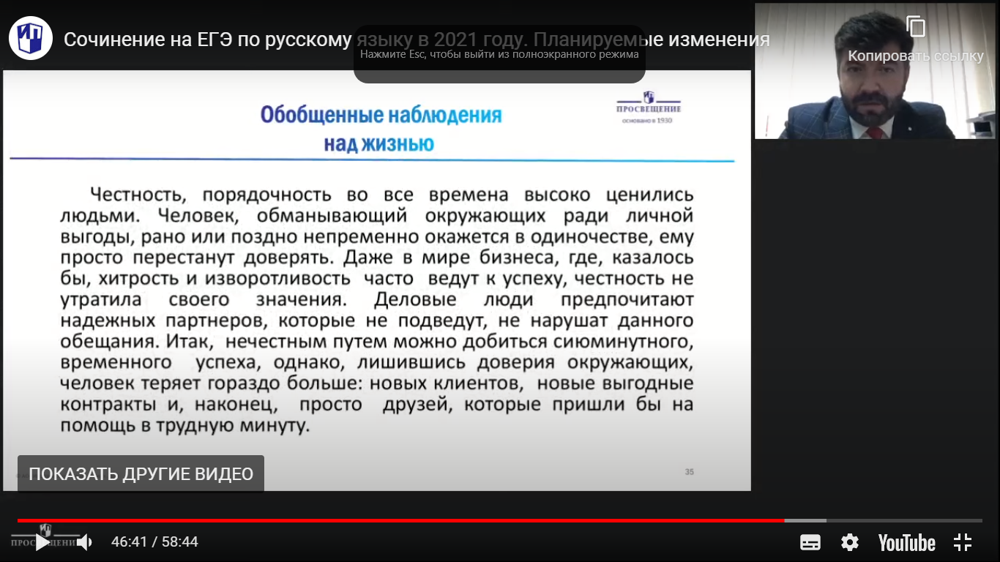 Сочинение на ЕГЭ по русскому языку в 2021 году. Планируемые изменения
Нажмите Esc, чтобы выйти из полноэкранного режима
Копировать ссылку
Обобщенные наблюдения
над жизнью
ПРОСВЕЩЕНИЕ
основано в 1930
Честность, порядочность во все времена высоко ценились
людьми. Человек, обманывающий окружающих ради личной
выгоды, рано или поздно непременно окажется в одиночестве, ему
просто перестанут доверять. Даже в мире бизнеса, где, казалось
бы, хитрость и изворотливость часто ведут к успеху, честность не
утратила своего значения. Деловые люди предпочитают
надежных партнеров, которые не подведут, не нарушат данного
обещания. Итак, нечестным путем можно добиться сиюминутного,
временного успеха, однако, лишившись доверия окружающих,
человек теряет гораздо больше: новых клиентов, новые выгодные
контракты и, наконец, просто друзей, которые пришли бы на
помощь в трудную минуту.
ПОКАЗАТЬ ДРУГИЕ ВИДЕО
35
46:41 / 58:44
YouTube